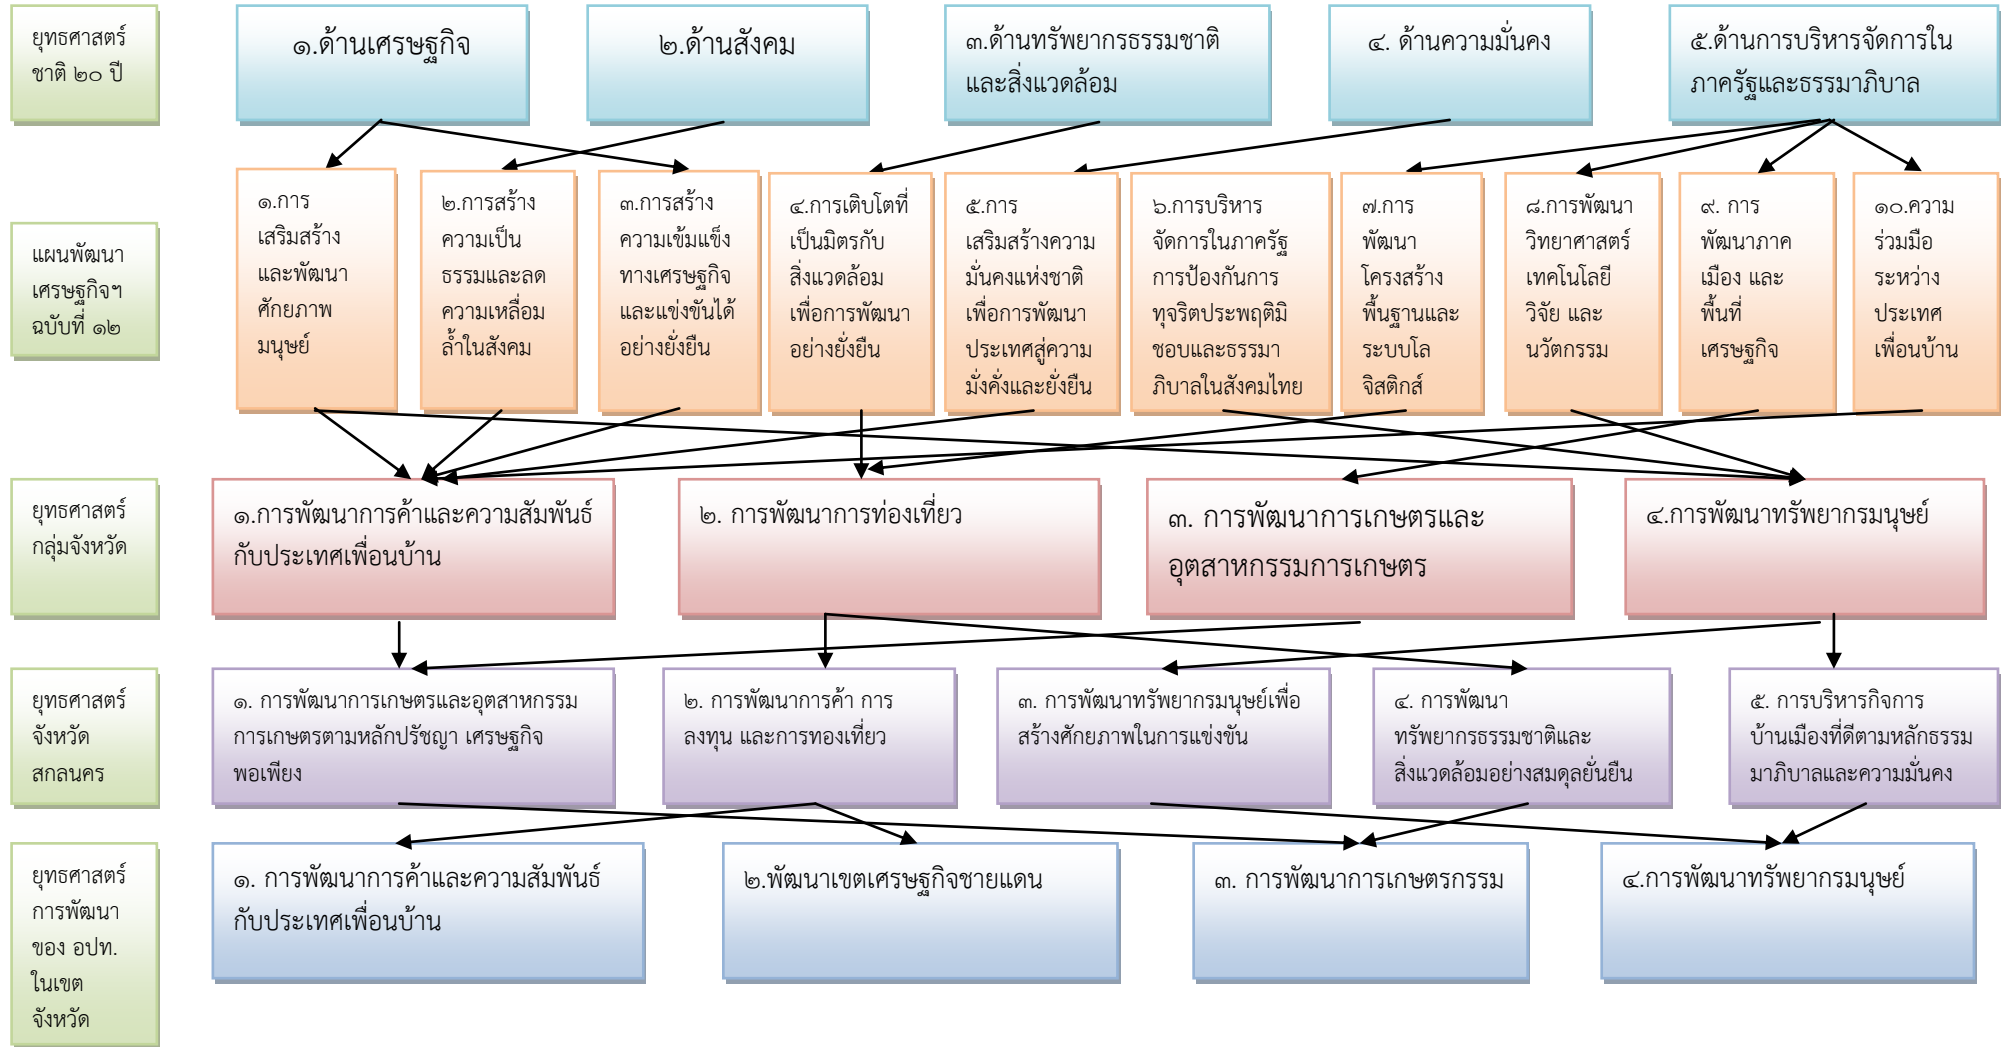 ยุทธศาสตร์
ชาติ ๒๐ ปี
๑.ด้านเศรษฐกิจ
๒.ด้านสังคม
๓.ด้านทรัพยากรธรรมชาติ
และสิ่งแวดล้อม
๔. ด้านความมั่นคง
๕.ด้านการบริหารจัดการใน
ภาครัฐและธรรมาภิบาล
แผนพัฒนา
เศรษฐกิจฯ
ฉบับที่ ๑๒
๑.การ
เสริมสร้าง
และพัฒนา
ศักยภาพ
มนุษย์
๒.การสร้าง
ความเป็น
ธรรมและลด
ความเหลื่อม
ล้ำในสังคม
๓.การสร้าง
ความเข้มแข็ง
ทางเศรษฐกิจ
และแข่งขันได้
อย่างยั่งยืน
๔.การเติบโตที่
เป็นมิตรกับ
สิ่งแวดล้อม
เพื่อการพัฒนา
อย่างยั่งยืน
๕.การ
เสริมสร้างความ
มั่นคงแห่งชาติ
เพื่อการพัฒนา
ประเทศสู่ความ
มั่งคั่งและยั่งยืน
๖.การบริหาร
จัดการในภาครัฐ
การป้องกันการ
ทุจริตประพฤติมิ
ชอบและธรรมา
ภิบาลในสังคมไทย
๗.การ
พัฒนา
โครงสร้าง
พื้นฐานและ
ระบบโล
จิสติกส์
๘.การพัฒนา
วิทยาศาสตร์
เทคโนโลยี
วิจัย และ
นวัตกรรม
๙. การ
พัฒนาภาค
เมือง และ
พื้นที่
เศรษฐกิจ
๑๐.ความ
ร่วมมือ
ระหว่าง
ประเทศ
เพื่อนบ้าน
ยุทธศาสตร์
กลุ่มจังหวัด
๑.การพัฒนาการค้าและความสัมพันธ์
กับประเทศเพื่อนบ้าน
๒. การพัฒนาการท่องเที่ยว
๓. การพัฒนาการเกษตรและ
อุตสาหกรรมการเกษตร
๔.การพัฒนาทรัพยากรมนุษย์
ยุทธศาสตร์
จังหวัด
สกลนคร
๑. การพัฒนาการเกษตรและอุตสาหกรรม
การเกษตรตามหลักปรัชญา เศรษฐกิจ
พอเพียง
๒. การพัฒนาการค้า การ
ลงทุน และการทองเที่ยว
๓. การพัฒนาทรัพยากรมนุษย์เพื่อ
สร้างศักยภาพในการแข่งขัน
๔. การพัฒนา
ทรัพยากรธรรมชาติและ
สิ่งแวดล้อมอย่างสมดุลยั่นยืน
๕. การบริหารกิจการ
บ้านเมืองที่ดีตามหลักธรรม
มาภิบาลและความมั่นคง
ยุทธศาสตร์
การพัฒนา
ของ อปท.
ในเขต
จังหวัด
๑. การพัฒนาการค้าและความสัมพันธ์
กับประเทศเพื่อนบ้าน
๒.พัฒนาเขตเศรษฐกิจชายแดน
๓. การพัฒนาการเกษตรกรรม
๔.การพัฒนาทรัพยากรมนุษย์